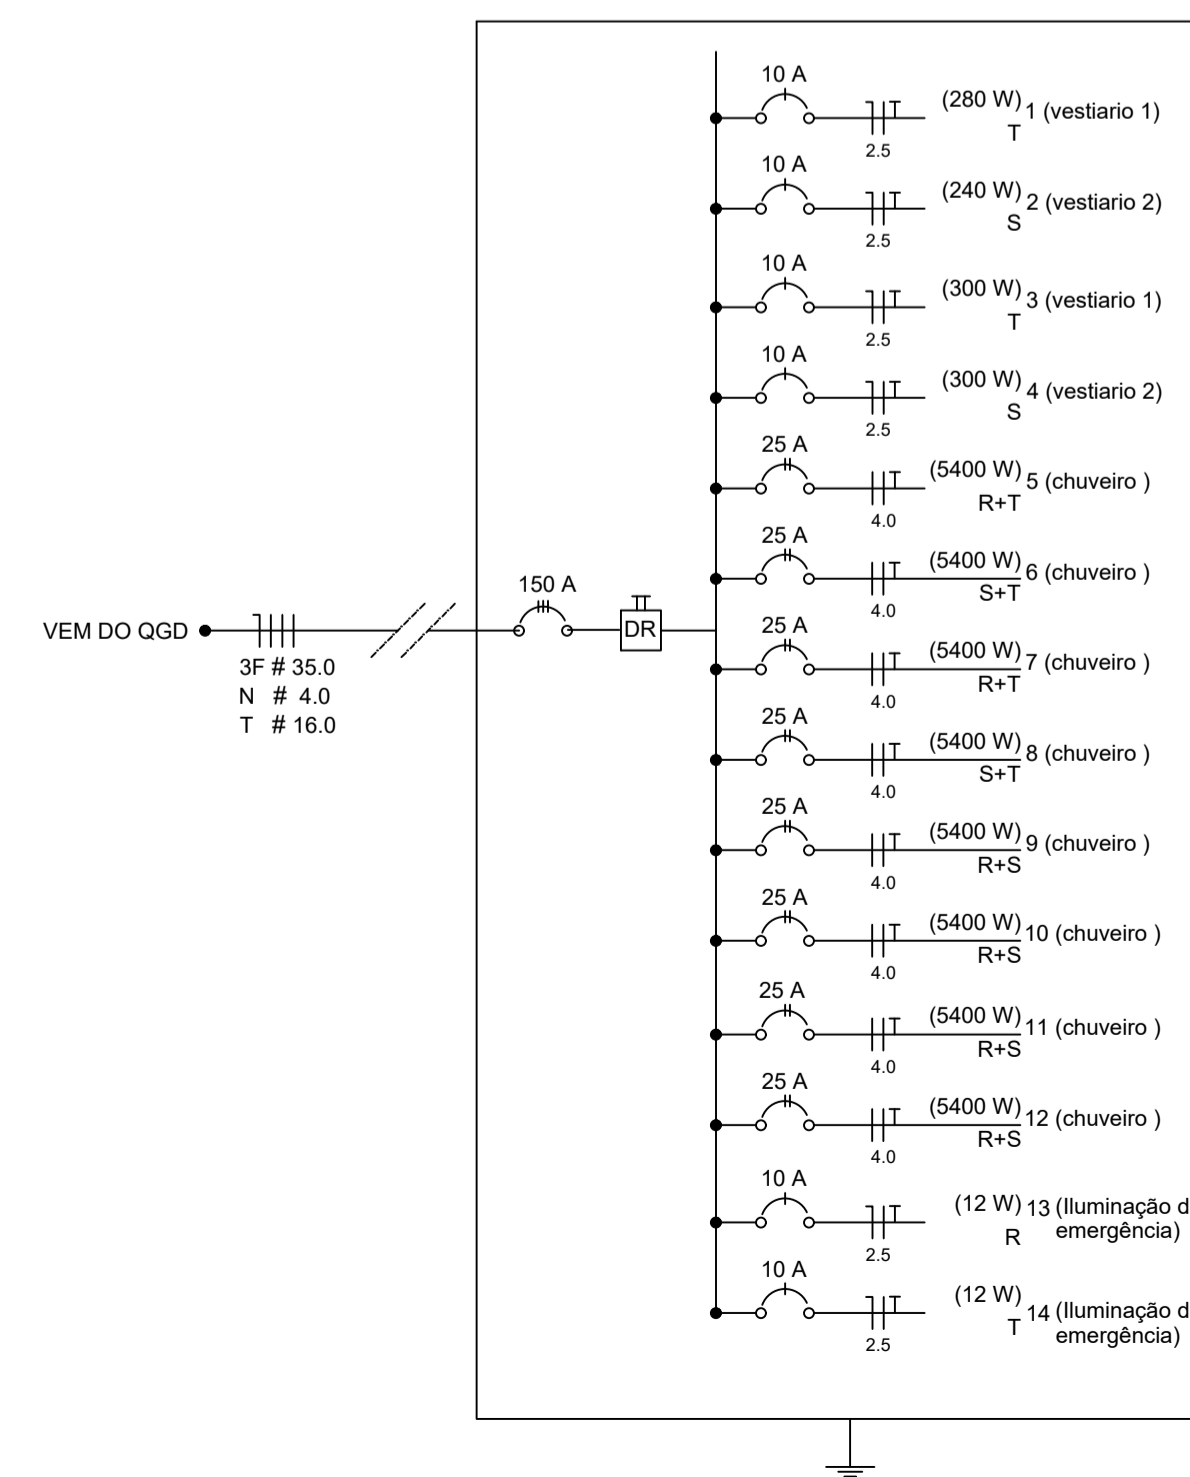 10 A
(280 W) 1 (vestiario 1)
T
2.5
10 A
(240 W) 2 (vestiario 2)
S
2.5
10 A
(300 W) 3 (vestiario 1)
T
2.5
10 A
(300 W) 4 (vestiario 2)
S
2.5
25 A
(5400 W) 5 (chuveiro )
R+T
4.0
25 A
(5400 W) 6 (chuveiro )
S+T
4.0
150 A
VEM DO QGD
DR
3F # 35.0
N # 4.0
T # 16.0
25 A
(5400 W) 7 (chuveiro )
R+T
4.0
25 A
(5400 W) 8 (chuveiro )
S+T
4.0
25 A
(5400 W) 9 (chuveiro )
R+S
4.0
25 A
(5400 W) 10 (chuveiro )
R+S
4.0
25 A
(5400 W) 11 (chuveiro )
R+S
4.0
25 A
(5400 W) 12 (chuveiro )
R+S
4.0
10 A
(12 W) 13 (Iluminação d
R emergência)
2.5
10 A
(12 W) 14 (Iluminação d
T emergência)
2.5